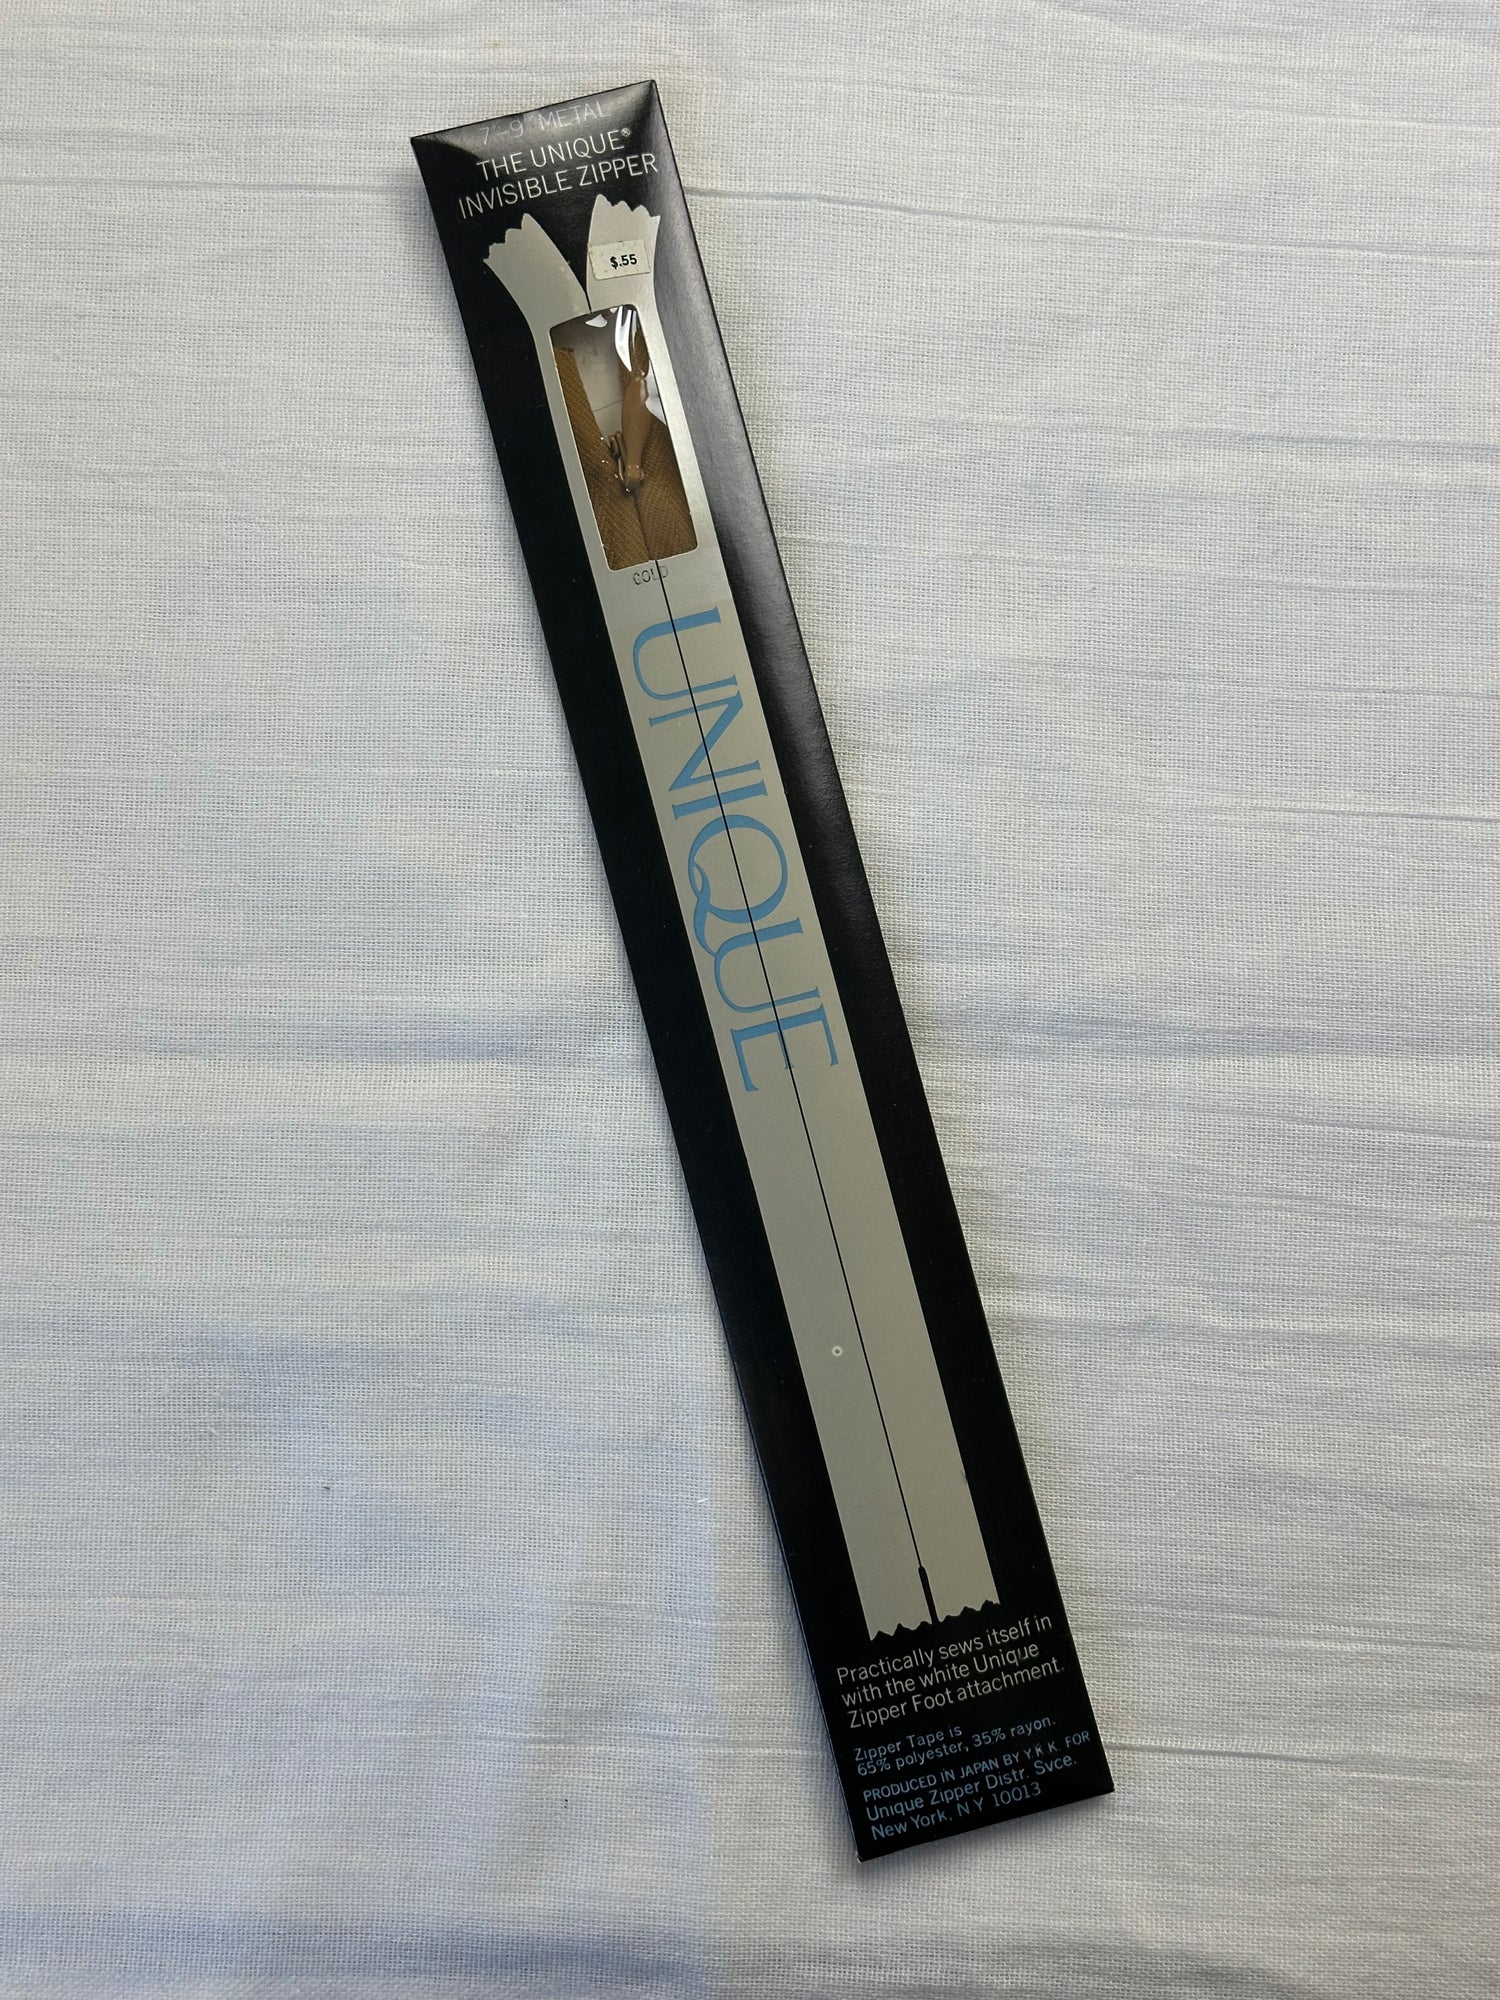 7-9" METAL
THE UNIQUE®
INVISIBLE ZIPPER
$.55
GOLD
UNIQUE
Practically sews itself in
with the white Unique
Zipper Foot attachment.
Zipper Tape is
65% polyester, 35% rayon.
PRODUCED IN JAPAN BY Y.K K. FOR
Unique Zipper Distr. Svce.
New York, N Y 10013